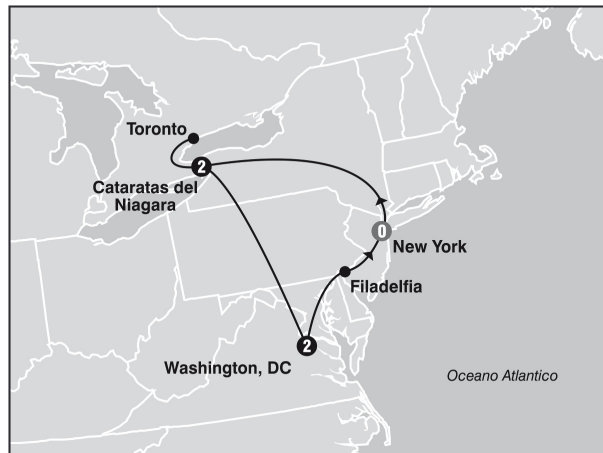 Toronto
2
Cataratas del
Niagara
0
New York
Filadelfia
2
Washington, DC
Oceano Atlantico